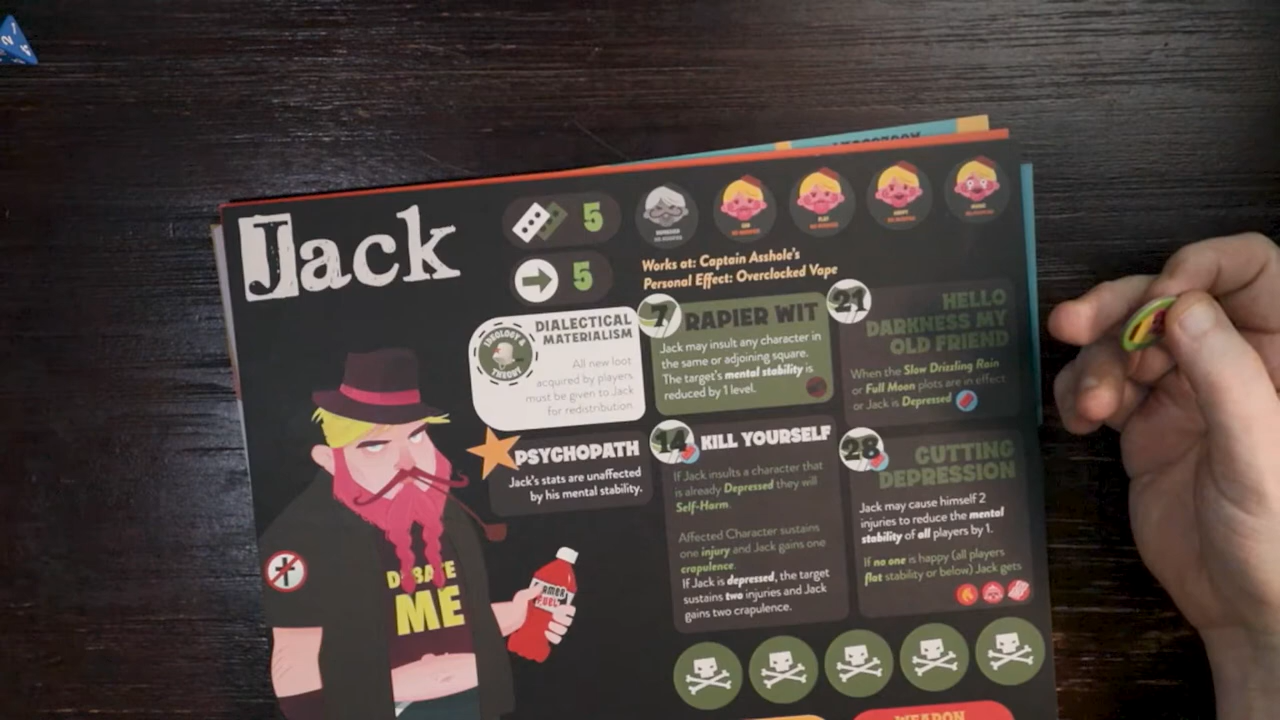 Jack
5
5
Works at: Captain Asshole's
Personal Effect: Overclocked Vape
IDEOLOGY &
THEORY
DIALECTICAL
MATERIALISM
All new loot
acquired by players
must be given to Jack
for redistribution.
7
RAPIER WIT
Jack may insult any character in
the same or adjoining square.
The target's mental stability is
reduced by 1 level.
21
HELLO
DARKNESS MY
OLD FRIEND
When the Slow Drizzling Rain
or Full Moon plots are in effect
or Jack is Depressed
PSYCHOPATH
Jack's stats are unaffected
by his mental stability.
14
KILL YOURSELF
If Jack insults a character that
is already Depressed they will
Self-Harm.
Affected Character sustains
one injury and Jack gains one
crapulence.
If Jack is depressed, the target
sustains two injuries and Jack
gains two crapulence.
28
CUTTING
DEPRESSION
Jack may cause himself 2
injuries to reduce the mental
stability of all players by 1.
If no one is happy (all players
flat stability or below) Jack gets
DEBATE
ME
FUEL
WEAPON